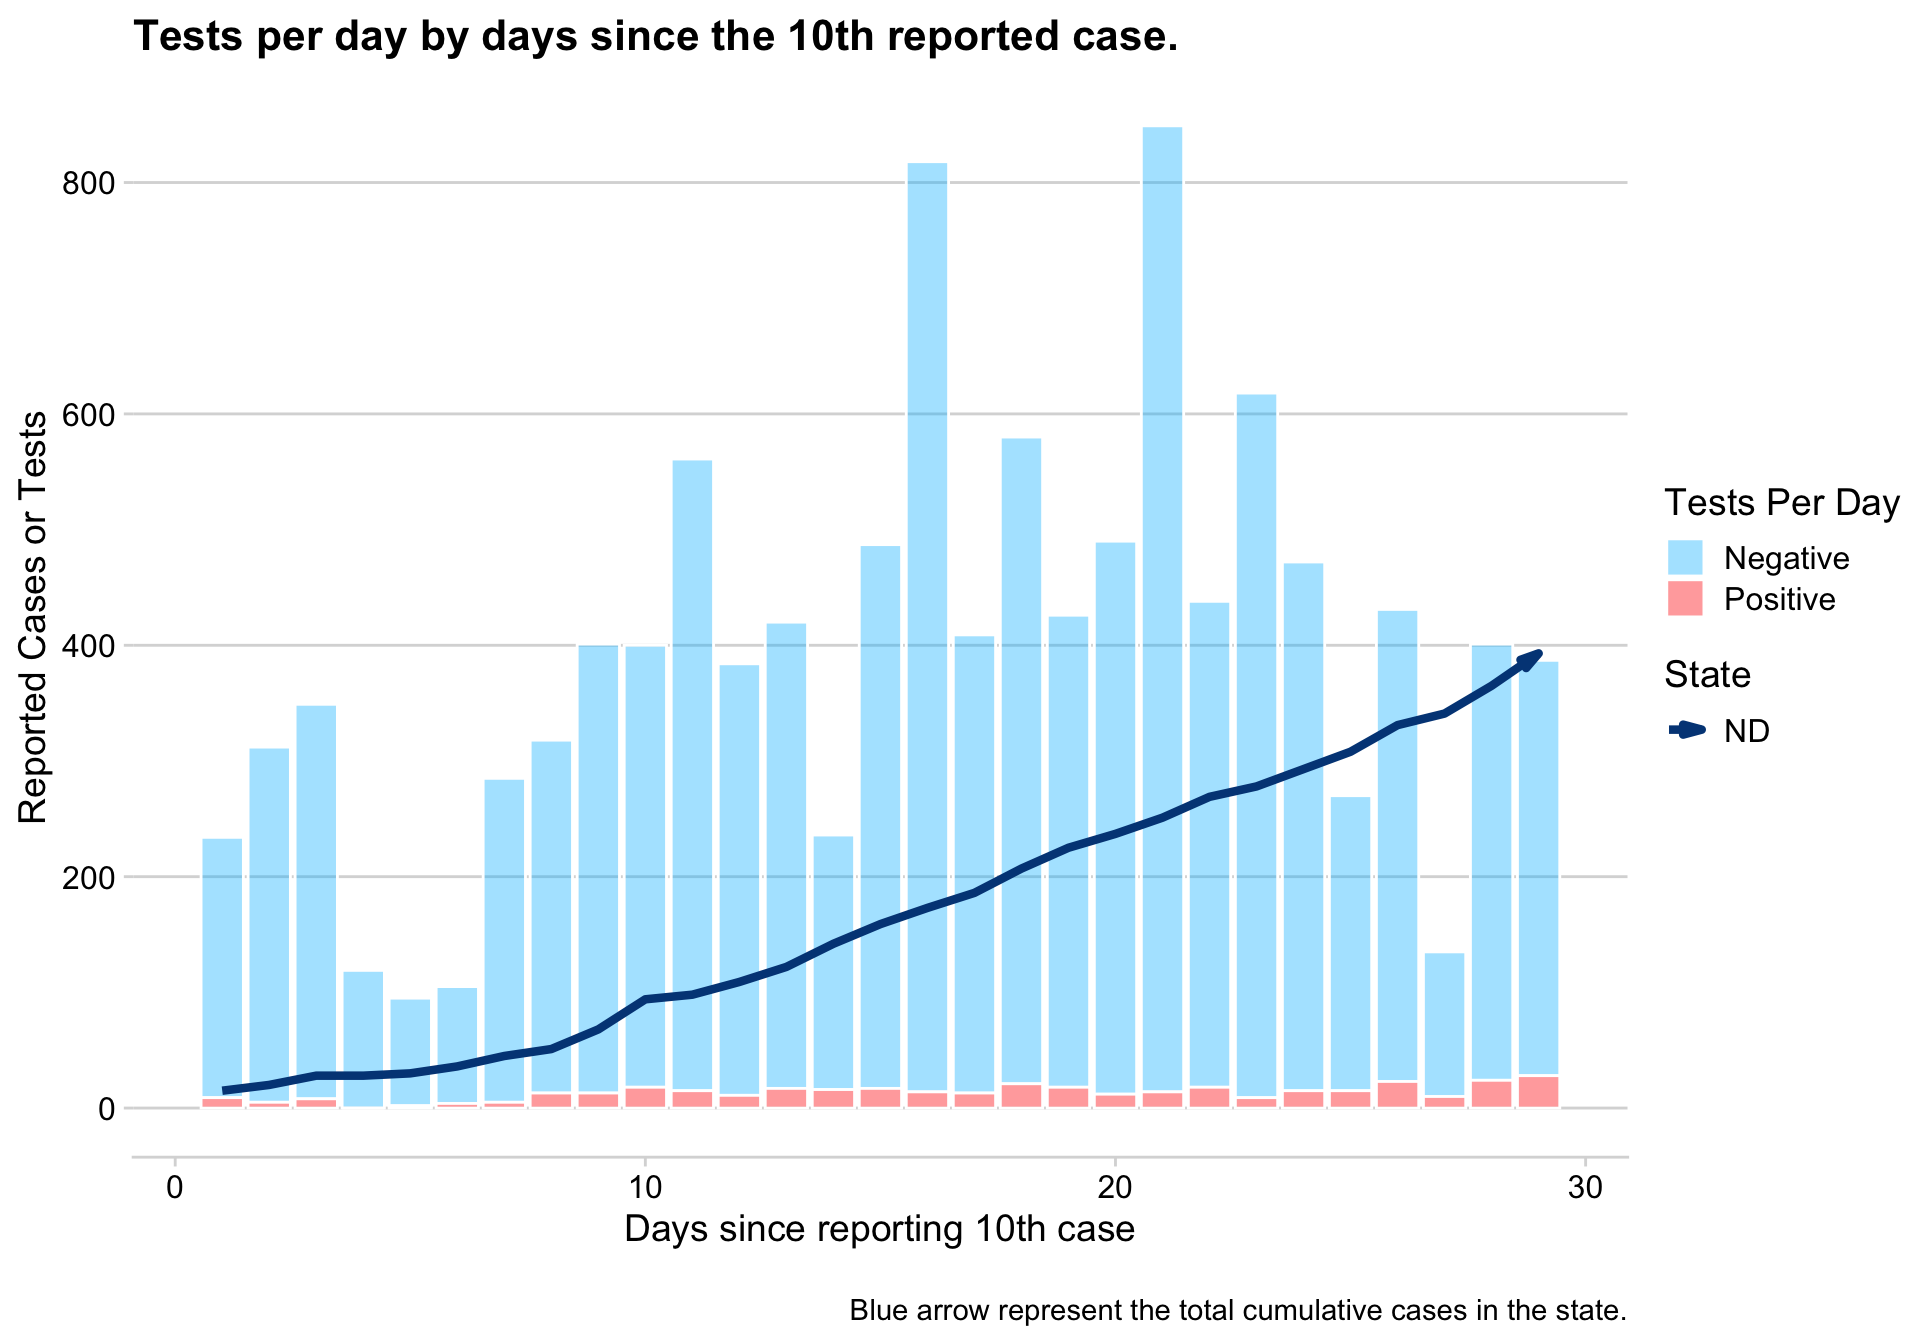 Tests per day by days since the 10th reported case.
800
600
400
200
0
Reported Cases or Tests
0 10 20 30
Days since reporting 10th case
Tests Per Day
Negative
Positive
State
ND
Blue arrow represent the total cumulative cases in the state.